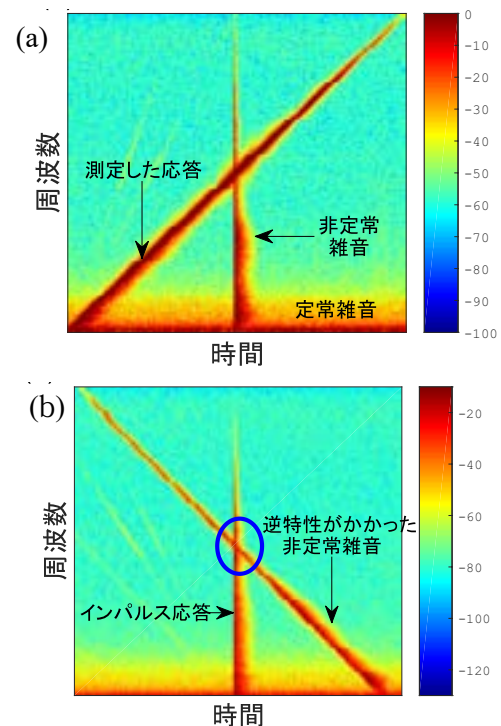 (a)
周波数
測定した応答
非定常
雑音
定常雑音
時間
0
-10
-20
-30
-40
-50
-60
-70
-80
-90
-100
(b)
周波数
逆特性がかかった
非定常雑音
インパルス応答
時間
-20
-40
-60
-80
-100
-120